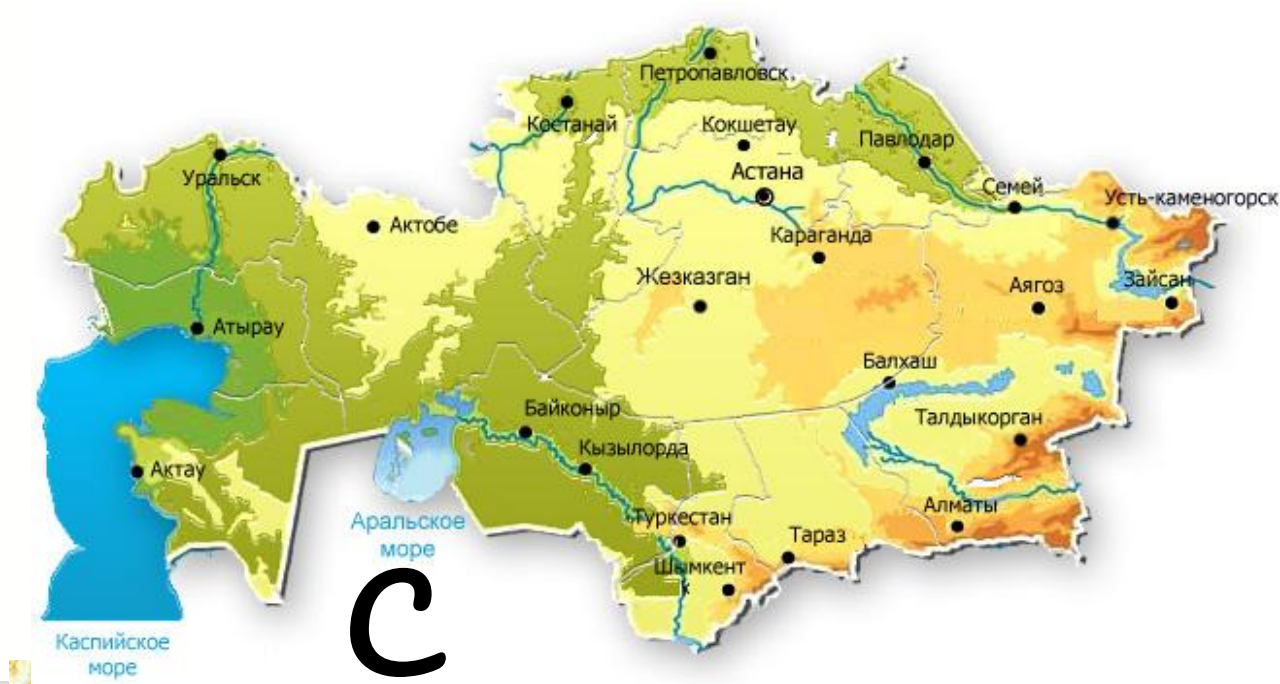 Петропавловск
Костанай
Кокшетау
Павлодар
Уральск
Астана
Семей
Усть-каменогорск
Актобе
Караганда
Жезказган
Зайсан
Аягоз
Атырау
Балхаш
Байконыр
Талдыкорган
Кызылорда
Актау
Алматы
Аральское
море
Туркестан
Тараз
Шымкент
к
С
Каспийское
море